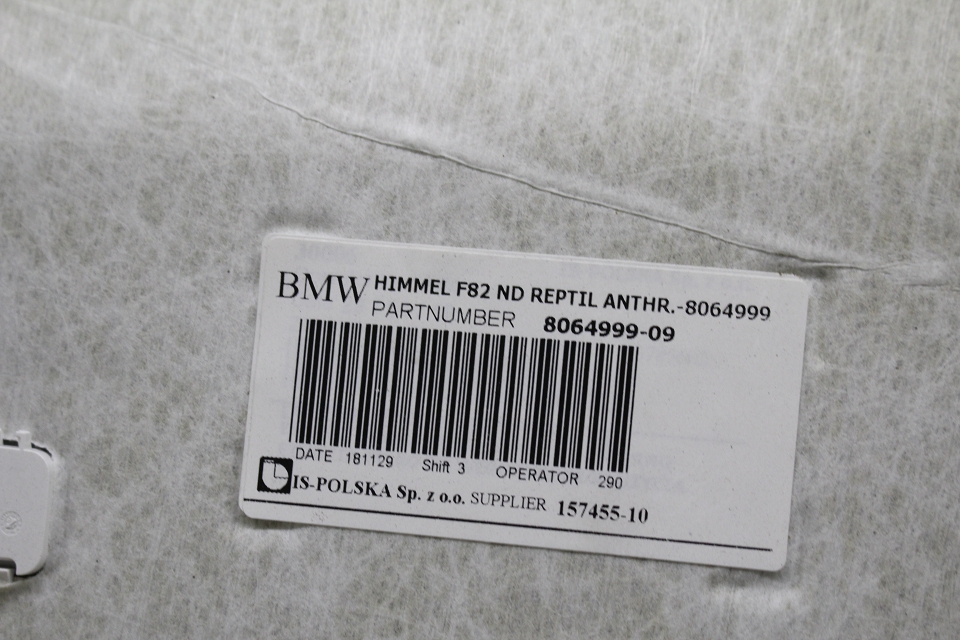 BMW HIMMEL F82 ND REPTIL ANTHR.-8064999
PARTNUMBER 8064999-09
DATE 181129 Shift 3 OPERATOR 290
IS-POLSKA Sp. z o.o. SUPPLIER 157455-10